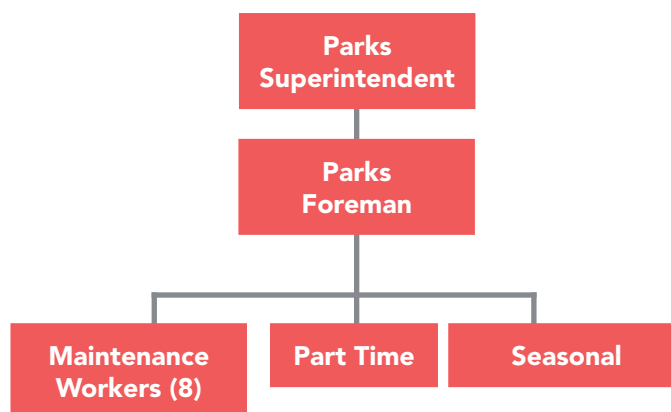 Parks
Superintendent
Parks
Foreman
Maintenance
Workers (8)
Part Time
Seasonal